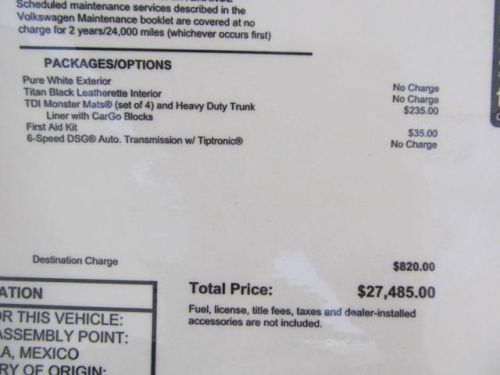 Scheduled maintenance services described in the
Volkswagen Maintenance booklet are covered at no
charge for 2 years/24,000 miles (whichever occurs first)
PACKAGES/OPTIONS
Pure White Exterior No Charge
Titan Black Leatherette Interior No Charge
TDI Monster Mats® (set of 4) and Heavy Duty Trunk $235.00
Liner with CarGo Blocks
First Aid Kit $35.00
6-Speed DSG® Auto. Transmission w/ Tiptronic® No Charge
Destination Charge $820.00
Total Price: $27,485.00
Fuel, license, title fees, taxes and dealer-installed
accessories are not included.
ATION
OR THIS VEHICLE:
ASSEMBLY POINT:
A, MEXICO
RY OF ORIGIN: